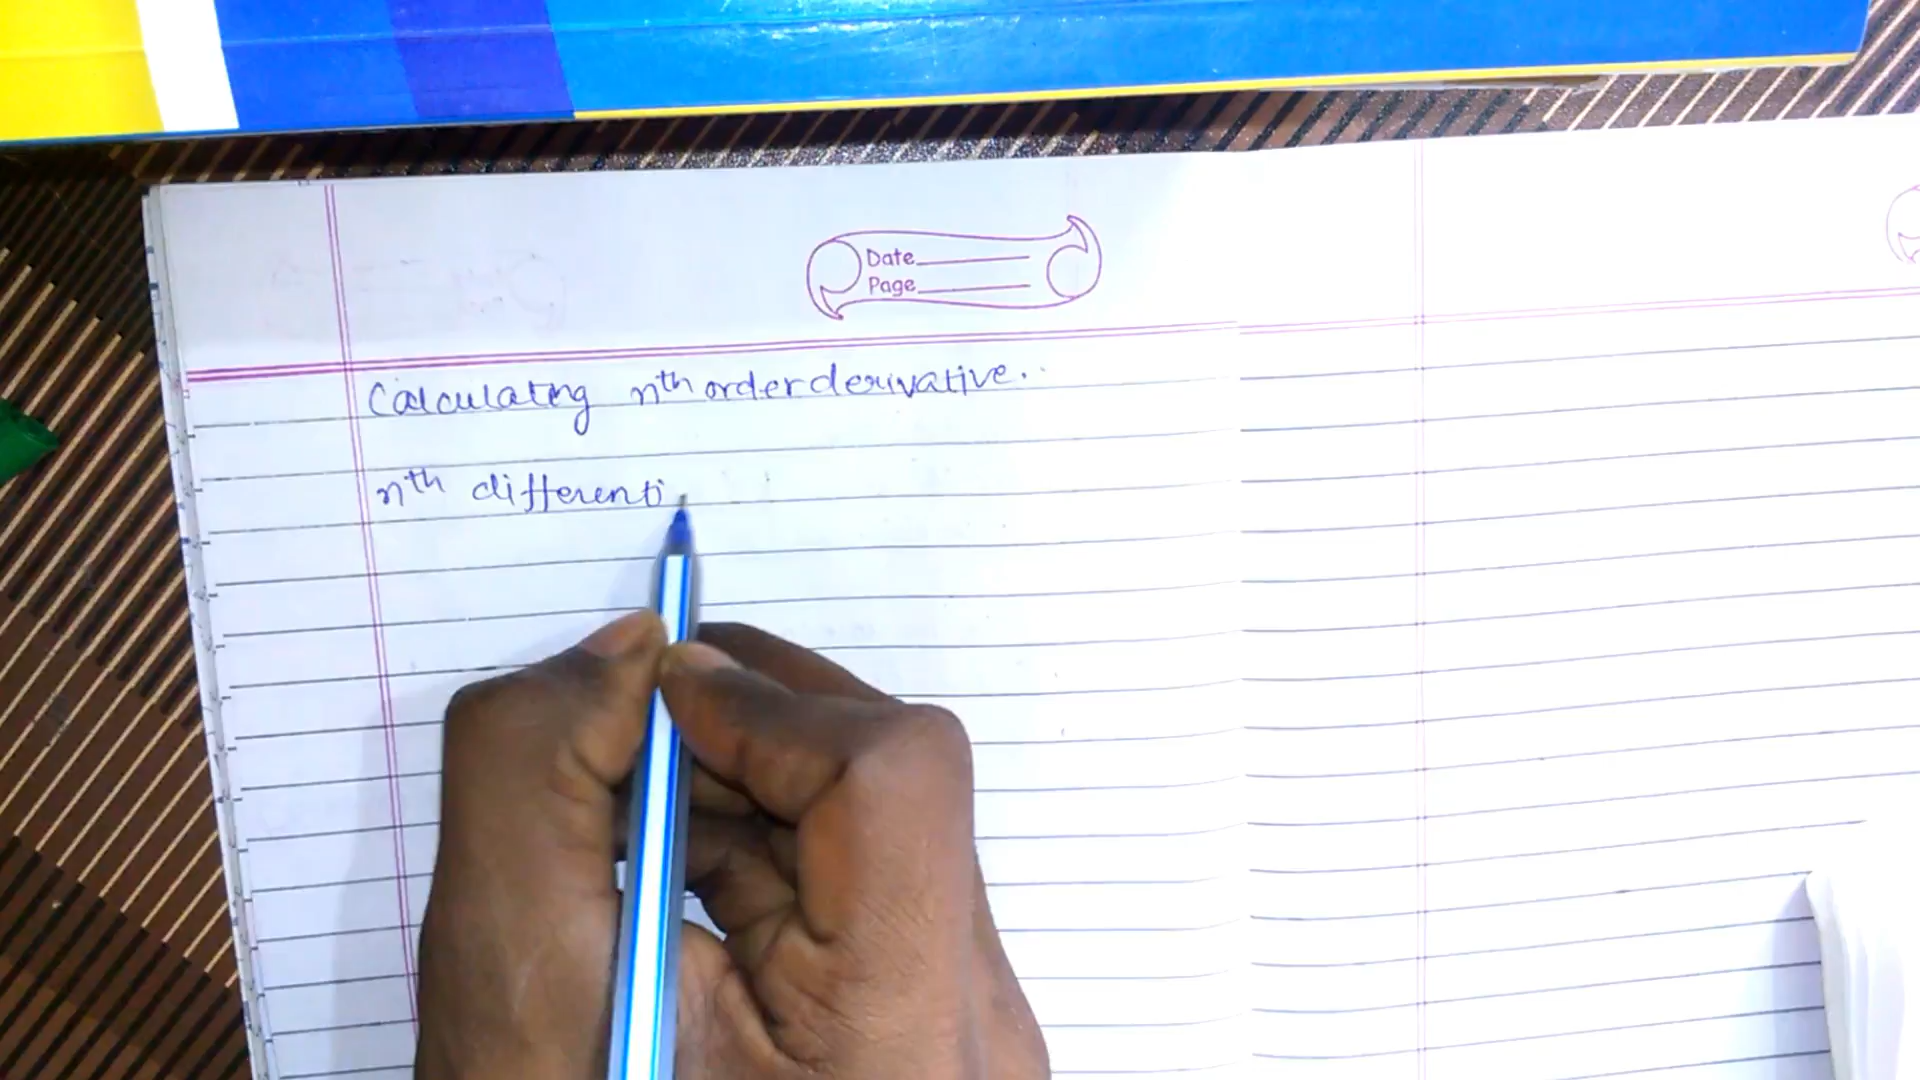 Date
Page
Calculating nth order derivative..
nth differenti